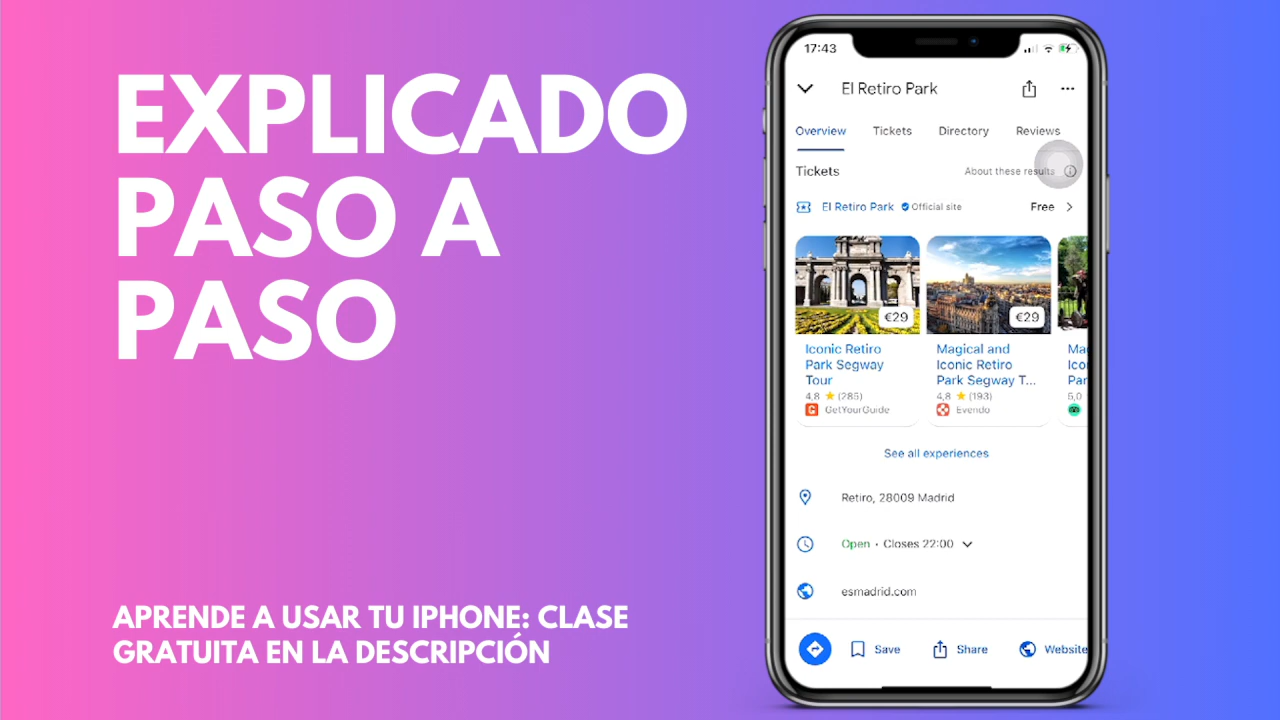 EXPLICADO
PASO A
PASO
APRENDE A USAR TU IPHONE: CLASE
GRATUITA EN LA DESCRIPCIÓN
17:43
El Retiro Park
Overview Tickets Directory Reviews
Tickets About these results
El Retiro Park Official site Free
€29 €29
Iconic Retiro
Park Segway
Tour
4,8 (285)
GetYourGuide
Magical and
Iconic Retiro
Park Segway T...
4,8 (193)
Evendo
5,0
See all experiences
Retiro, 28009 Madrid
Open · Closes 22:00
esmadrid.com
Save Share Website